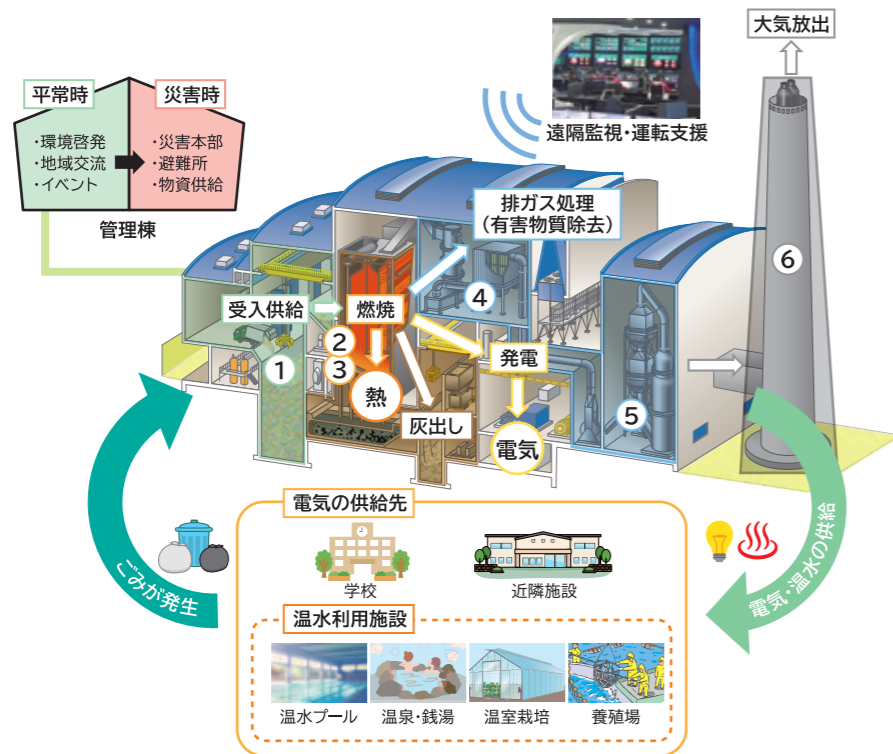 大気放出
平常時
災害時
・環境啓発
・地域交流
・イベント
・災害本部
・避難所
・物資供給
管理棟
遠隔監視・運転支援
排ガス処理
(有害物質除去)
受入供給
燃焼
発電
熱
灰出し
電気
1
2
3
4
5
6
ごみが発生
電気・温水の供給
電気の供給先
学校
近隣施設
温水利用施設
温水プール
温泉・銭湯
温室栽培
養殖場